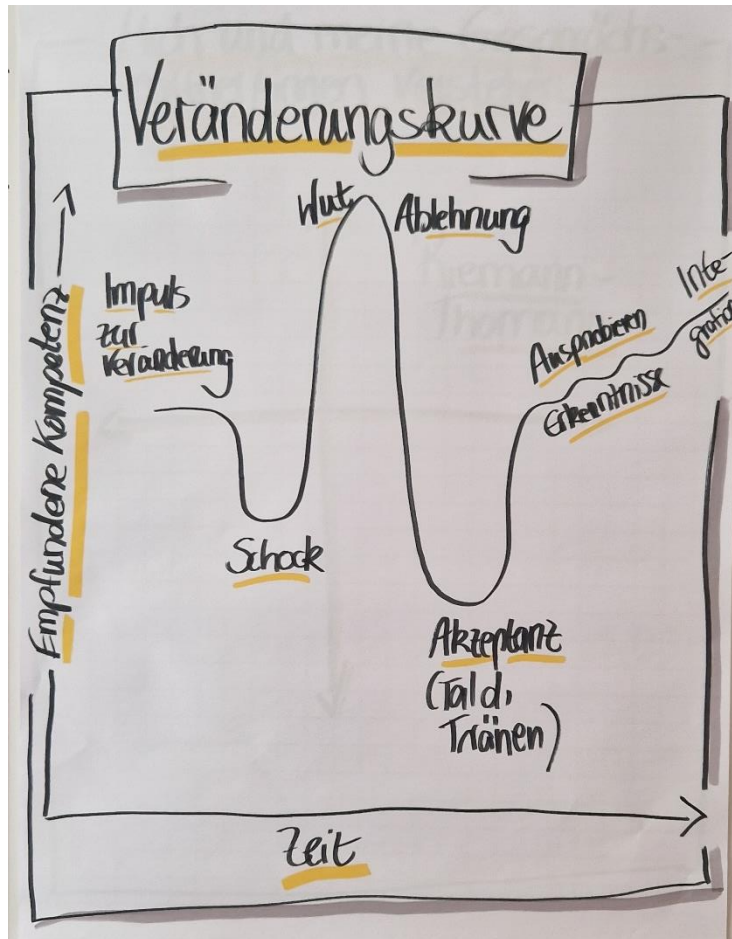 Veränderungskurve
Wut
Ablehnung
Impuls
zur
Veränderung
Empfundene Kompetenz
Inte-
gration
Ausprobieren
Erkenntnisse
Schock
Akzeptanz
(Tal d.
Tränen)
Zeit